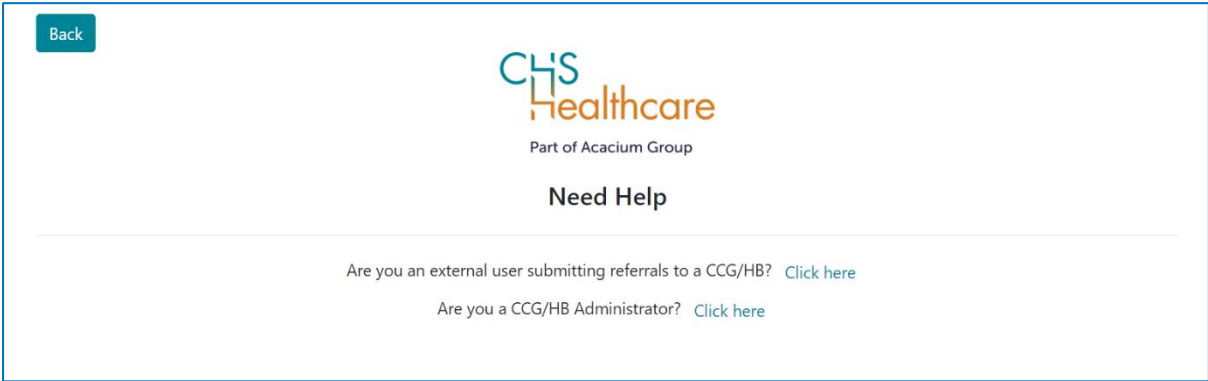 Back
CHS
Healthcare
Part of Acacium Group
Need Help
Are you an external user submitting referrals to a CCG/HB? Click here
Are you a CCG/HB Administrator? Click here